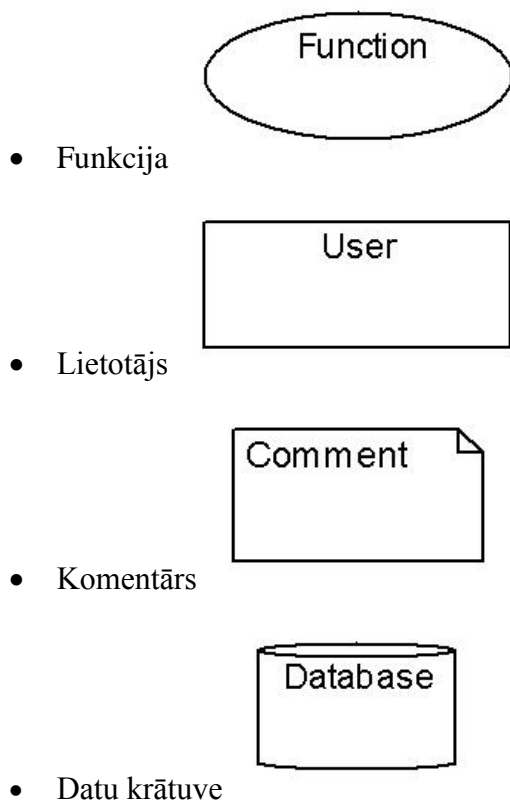 Function
• Funkcija
User
• Lietotājs
Comment
• Komentārs
Database
• Datu krātuve